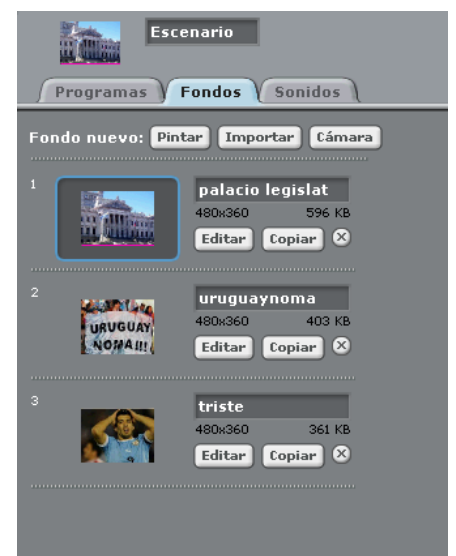 Escenario
Programas Fondos Sonidos
Fondo nuevo: Pintar Importar Cámara
1
palacio legislat
480x360 596 KB
Editar Copiar
2
URUGUAY
NOMA!!!
uruguaynoma
480x360 403 KB
Editar Copiar
3
triste
480x360 361 KB
Editar Copiar